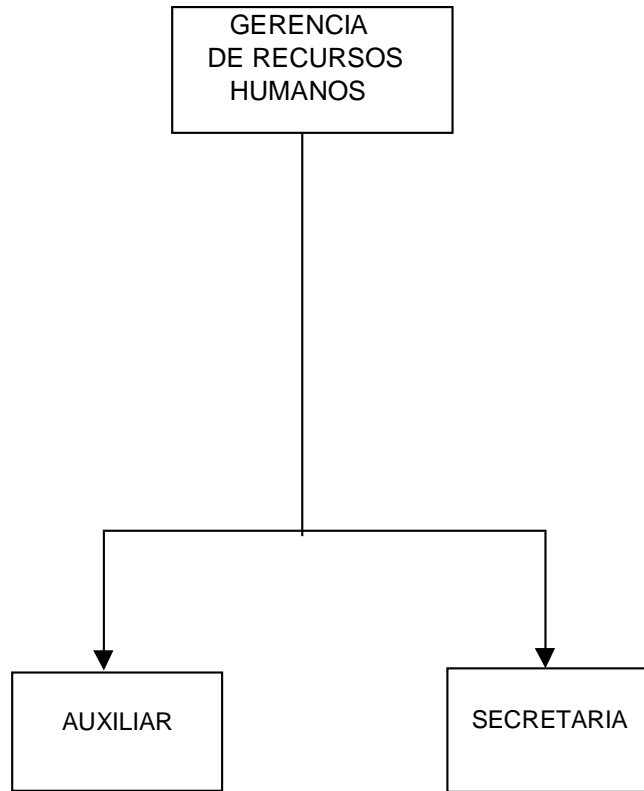 GERENCIA
DE RECURSOS
HUMANOS
AUXILIAR
SECRETARIA